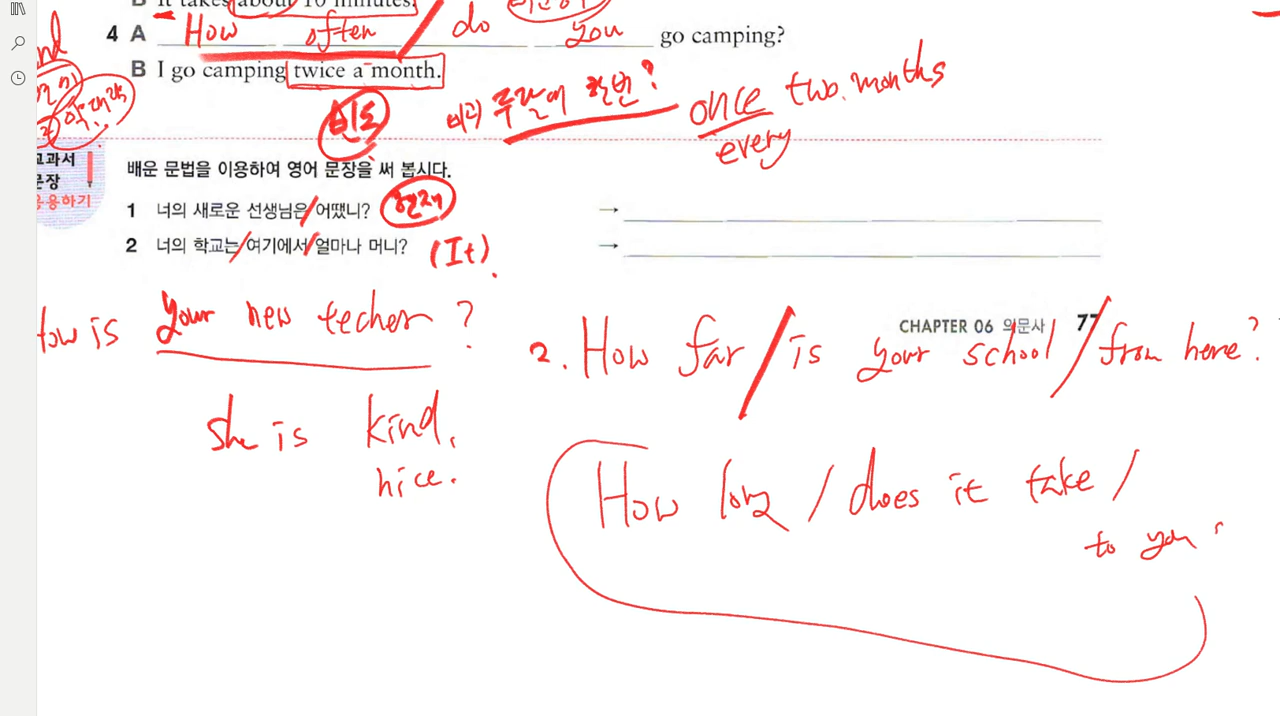 B It takes about 10 minutes.
4 A How often do you go camping?
B I go camping twice a month.
빈도
두 달에 한번?
once two months
every
교과서
문장
응용하기
배운 문법을 이용하여 영어 문장을 써 봅시다.
1 너의 새로운 선생님은 어땠니? 현재 →
2 너의 학교는 여기에서 얼마나 머니? (It) →
How is your new techer ?
CHAPTER 06 의문사 77
2. How far / is your school / from here?
she is kind.
nice.
How long / does it take /
to you